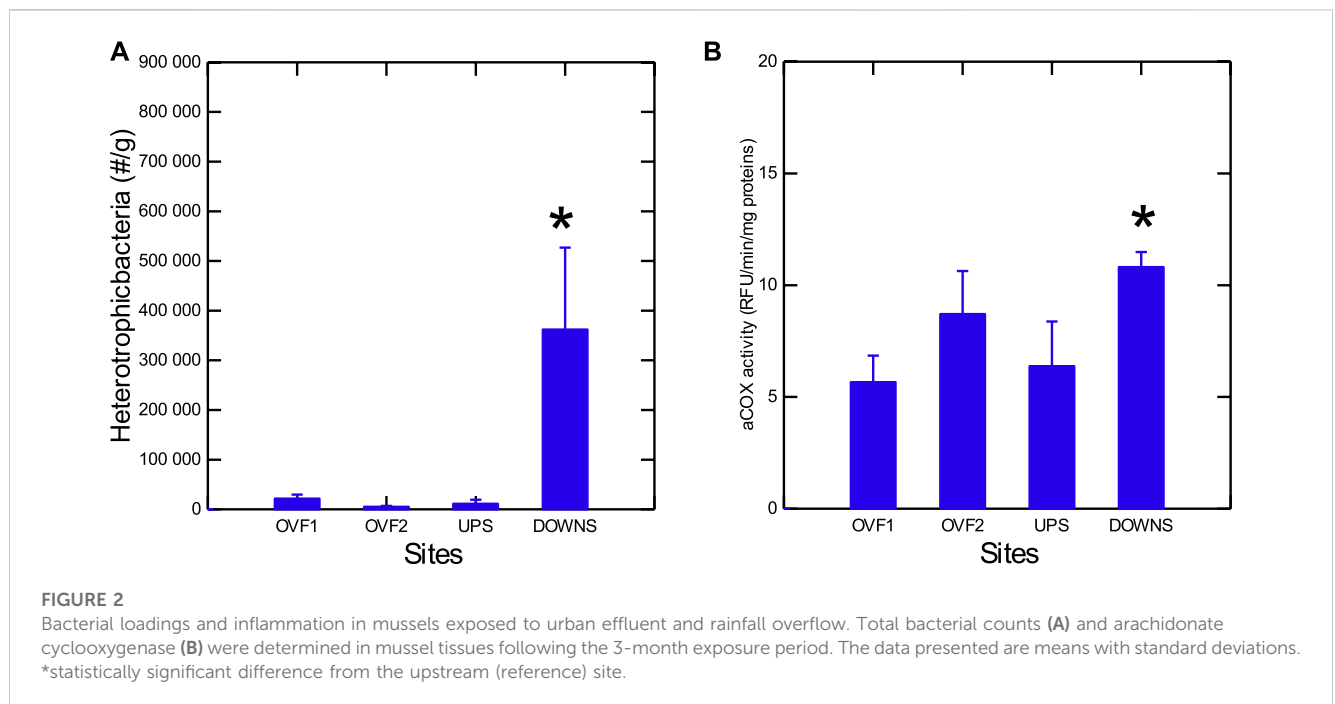 A
900 000
800 000
700 000
600 000
500 000
400 000
300 000
200 000
100 000
0
Heterotrophicbacteria (#/g)
*
OVF1 OVF2 UPS DOWNS
Sites
B
20
15
10
5
0
aCOX activity (RFU/min/mg proteins)
*
OVF1 OVF2 UPS DOWNS
Sites
FIGURE 2
Bacterial loadings and inflammation in mussels exposed to urban effluent and rainfall overflow. Total bacterial counts (A) and arachidonate
cyclooxygenase (B) were determined in mussel tissues following the 3-month exposure period. The data presented are means with standard deviations.
*statistically significant difference from the upstream (reference) site.